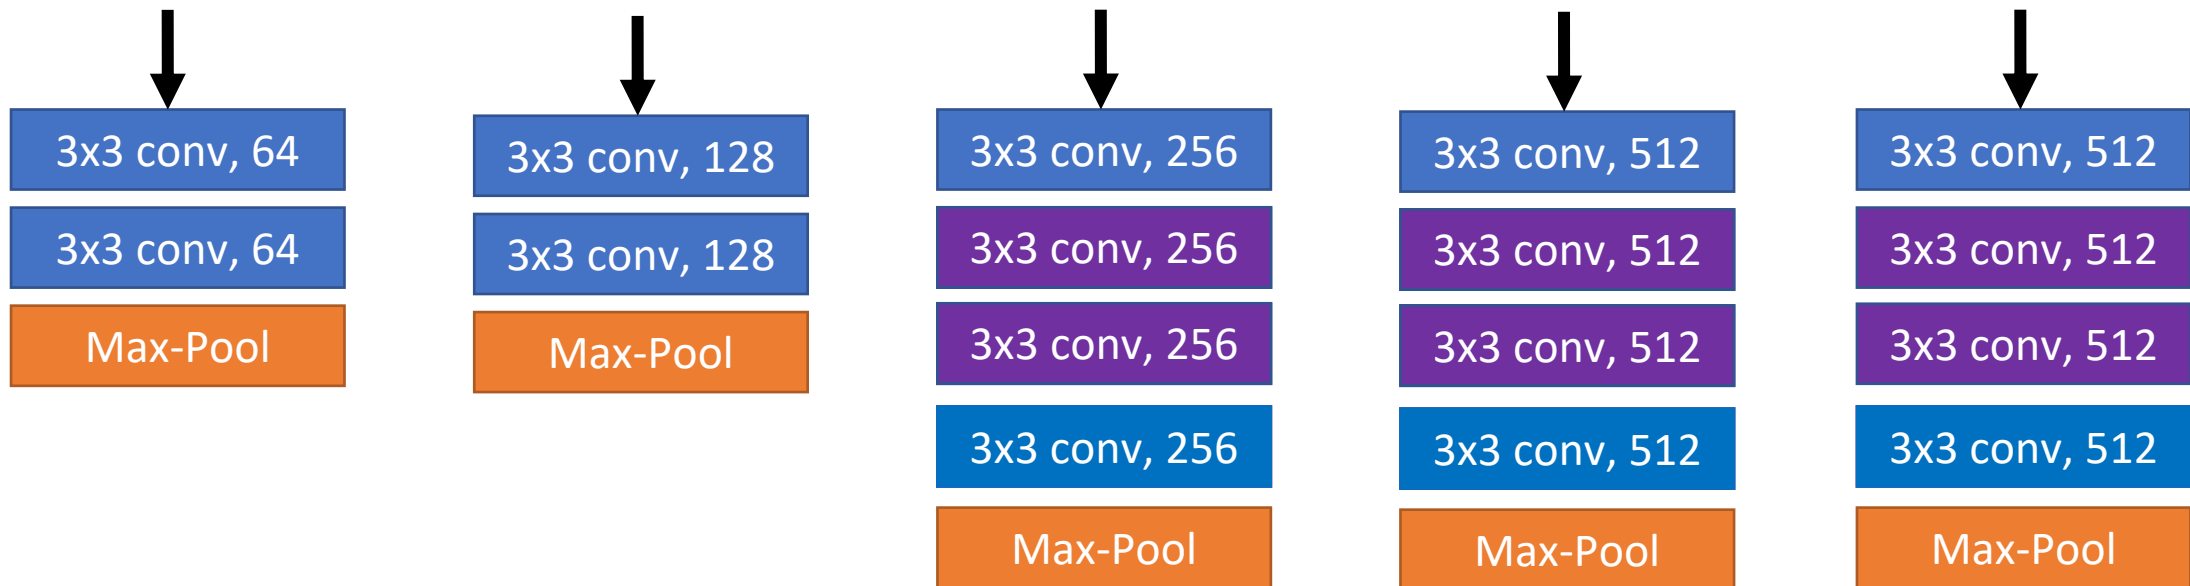 3x3 conv, 64
3x3 conv, 64
Max-Pool
3x3 conv, 128
3x3 conv, 128
Max-Pool
3x3 conv, 256
3x3 conv, 256
3x3 conv, 256
3x3 conv, 256
Max-Pool
3x3 conv, 512
3x3 conv, 512
3x3 conv, 512
3x3 conv, 512
Max-Pool
3x3 conv, 512
3x3 conv, 512
3x3 conv, 512
3x3 conv, 512
Max-Pool